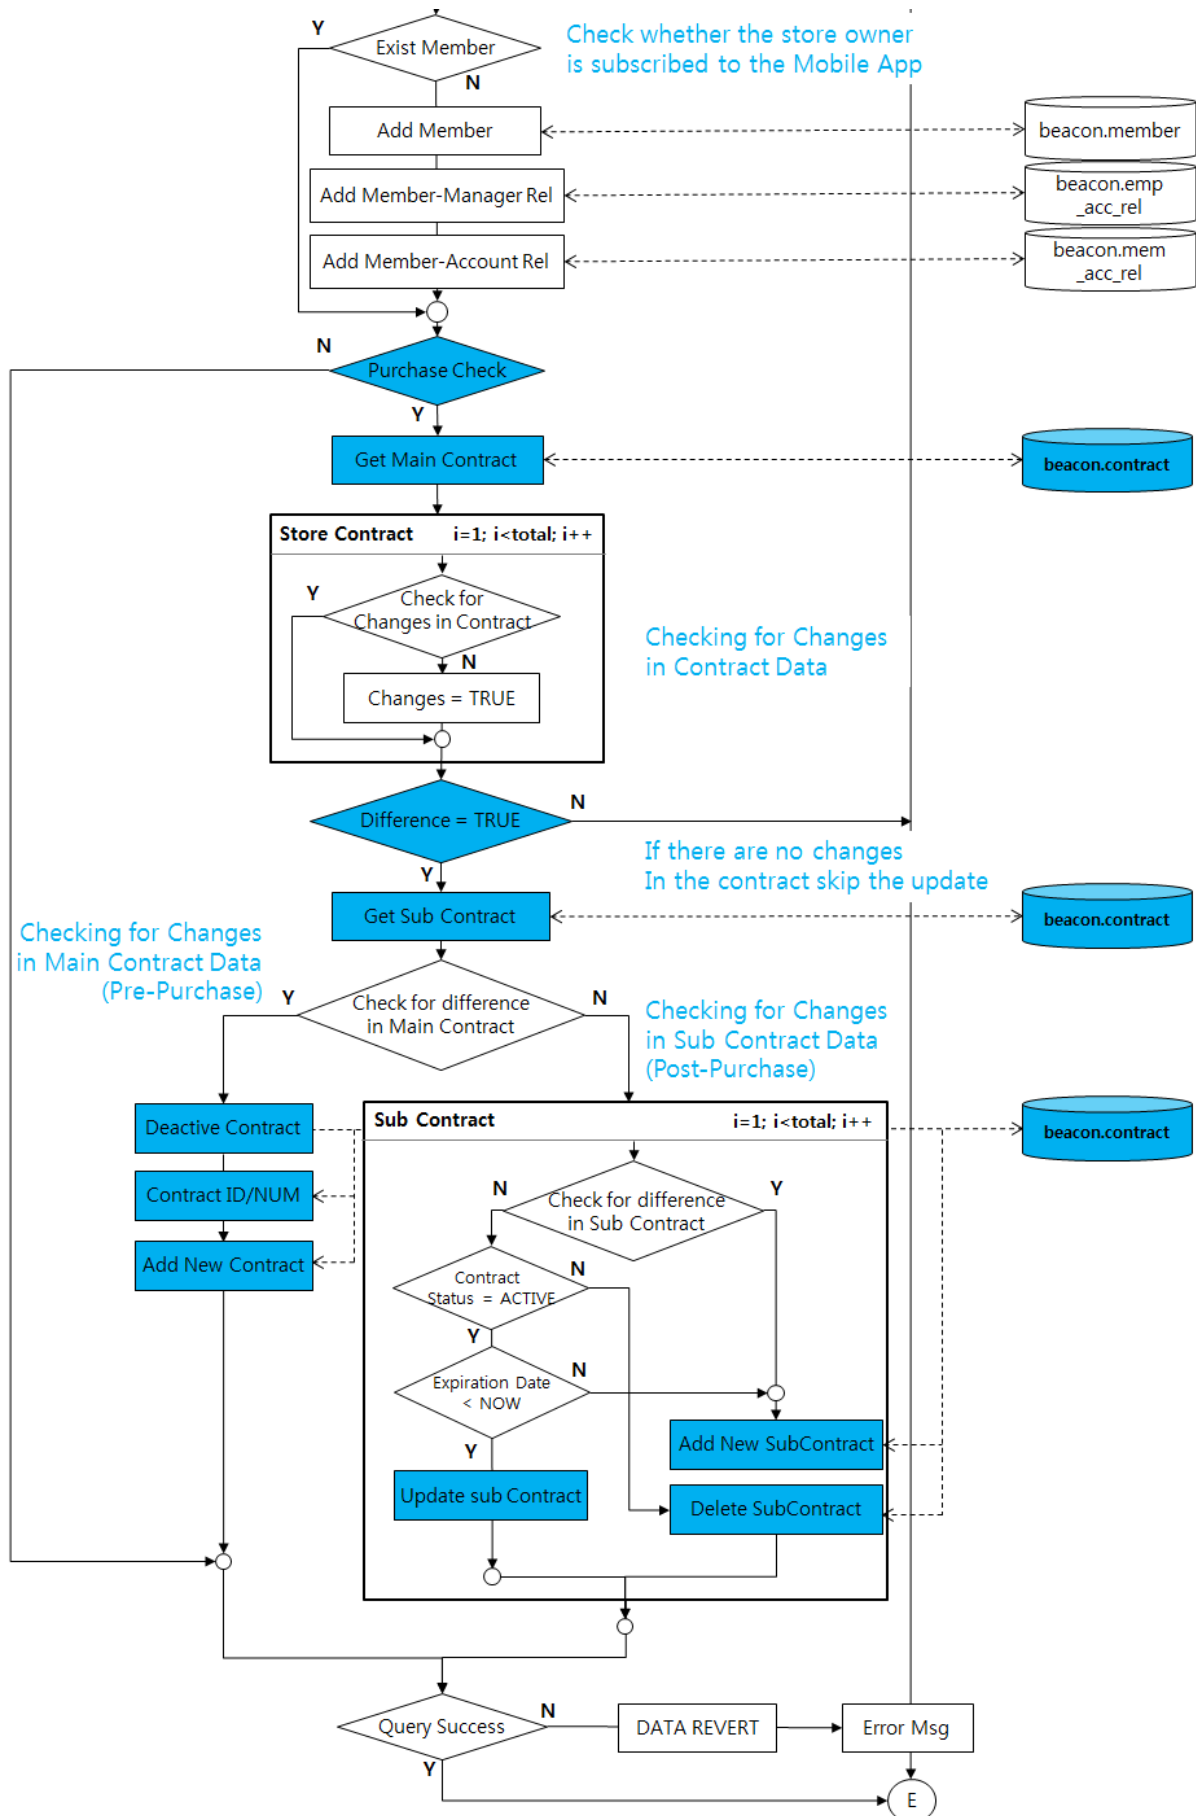 Y
Exist Member
Check whether the store owner
is subscribed to the Mobile App
N
Add Member
beacon.member
Add Member-Manager Rel
beacon.emp
_acc_rel
Add Member-Account Rel
beacon.mem
_acc_rel
N
Purchase Check
Y
Get Main Contract
beacon.contract
Store Contract i=1; i<total; i++
Y
Check for
Changes in Contract
N
Changes = TRUE
Checking for Changes
in Contract Data
Difference = TRUE
N
Y
If there are no changes
In the contract skip the update
Get Sub Contract
beacon.contract
Checking for Changes
in Main Contract Data
(Pre-Purchase)
Y
Check for difference
in Main Contract
N
Checking for Changes
in Sub Contract Data
(Post-Purchase)
Deactive Contract
Sub Contract i=1; i<total; i++
beacon.contract
Contract ID/NUM
N
Check for difference
in Sub Contract
Y
Add New Contract
Contract
Status = ACTIVE
N
Y
Expiration Date
< NOW
N
Y
Add New SubContract
Update sub Contract
Delete SubContract
Query Success
N
DATA REVERT
Error Msg
Y
E